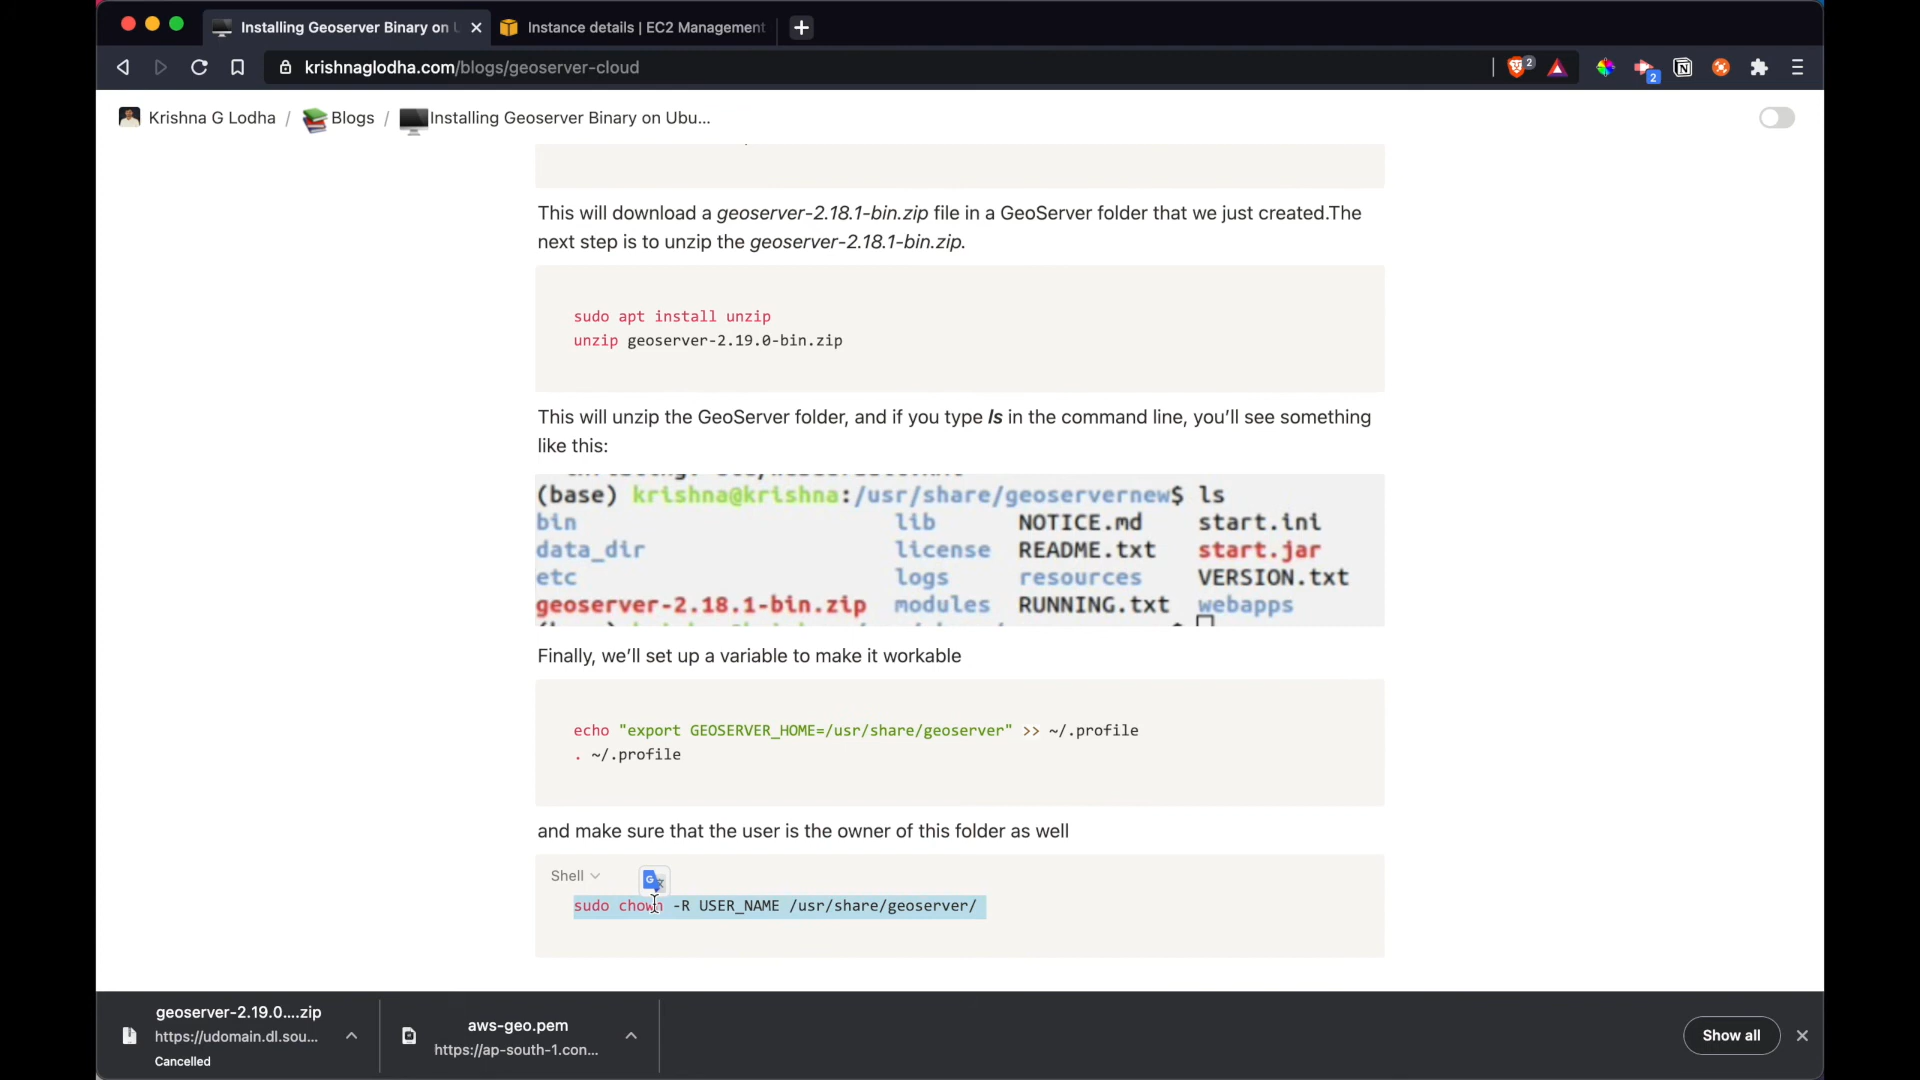 Installing Geoserver Binary on U
Instance details | EC2 Management
krishnaglodha.com/blogs/geoserver-cloud
2
2
Krishna G Lodha / Blogs / Installing Geoserver Binary on Ubu...
This will download a geoserver-2.18.1-bin.zip file in a GeoServer folder that we just created.The
next step is to unzip the geoserver-2.18.1-bin.zip.
sudo apt install unzip
unzip geoserver-2.19.0-bin.zip
This will unzip the GeoServer folder, and if you type ls in the command line, you’ll see something
like this:
(base) krishna@krishna:/usr/share/geoservernew$ ls
bin lib NOTICE.md start.ini
data_dir license README.txt start.jar
etc logs resources VERSION.txt
geoserver-2.18.1-bin.zip modules RUNNING.txt webapps
Finally, we’ll set up a variable to make it workable
echo "export GEOSERVER_HOME=/usr/share/geoserver" >> ~/.profile
. ~/.profile
and make sure that the user is the owner of this folder as well
Shell
sudo chown -R USER_NAME /usr/share/geoserver/
geoserver-2.19.0....zip
https://udomain.dl.sou...
Cancelled
aws-geo.pem
https://ap-south-1.con...
Show all